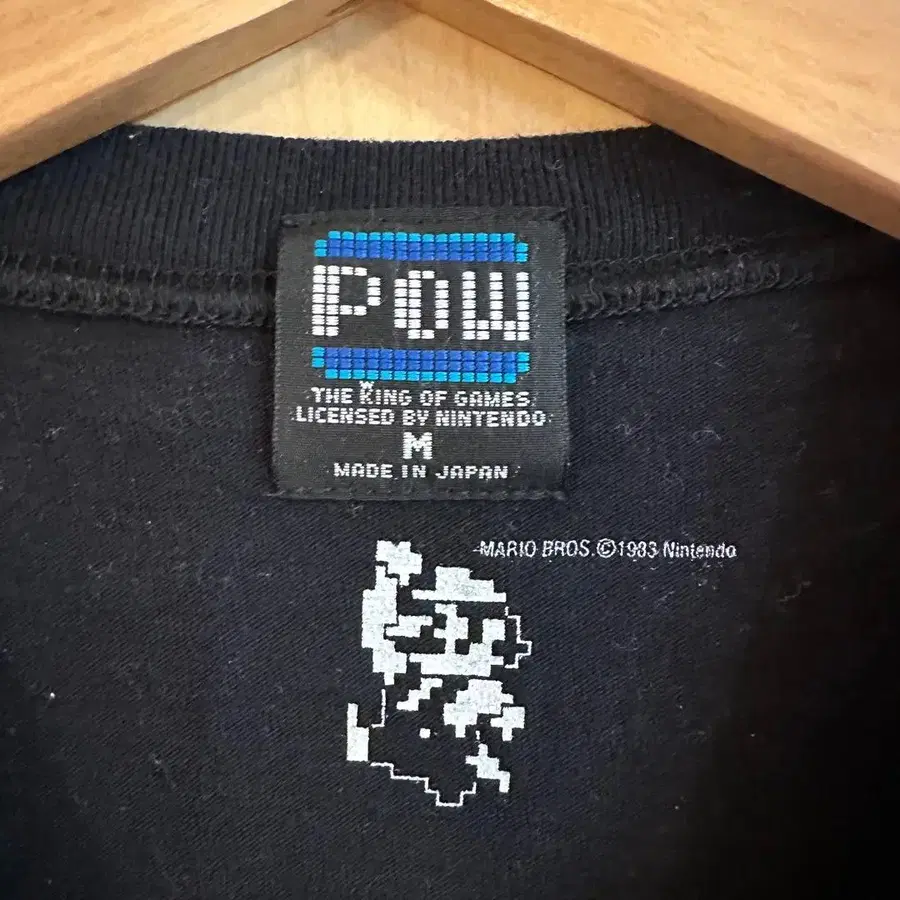 POW
THE KING OF GAMES
LICENSED BY NINTENDO
M
MADE IN JAPAN
MARIO BROS. ©1983 Nintendo